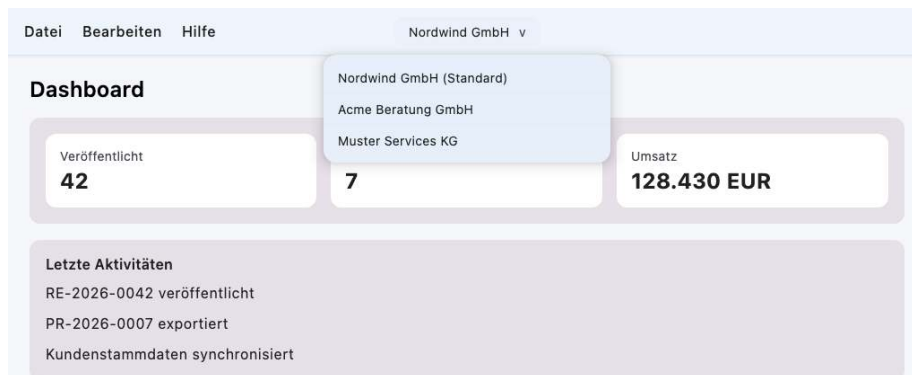 Datei Bearbeiten Hilfe Nordwind GmbH v
Dashboard
Nordwind GmbH (Standard)
Acme Beratung GmbH
Muster Services KG
Veröffentlicht
42
7
Umsatz
128.430 EUR
Letzte Aktivitäten
RE-2026-0042 veröffentlicht
PR-2026-0007 exportiert
Kundenstammdaten synchronisiert